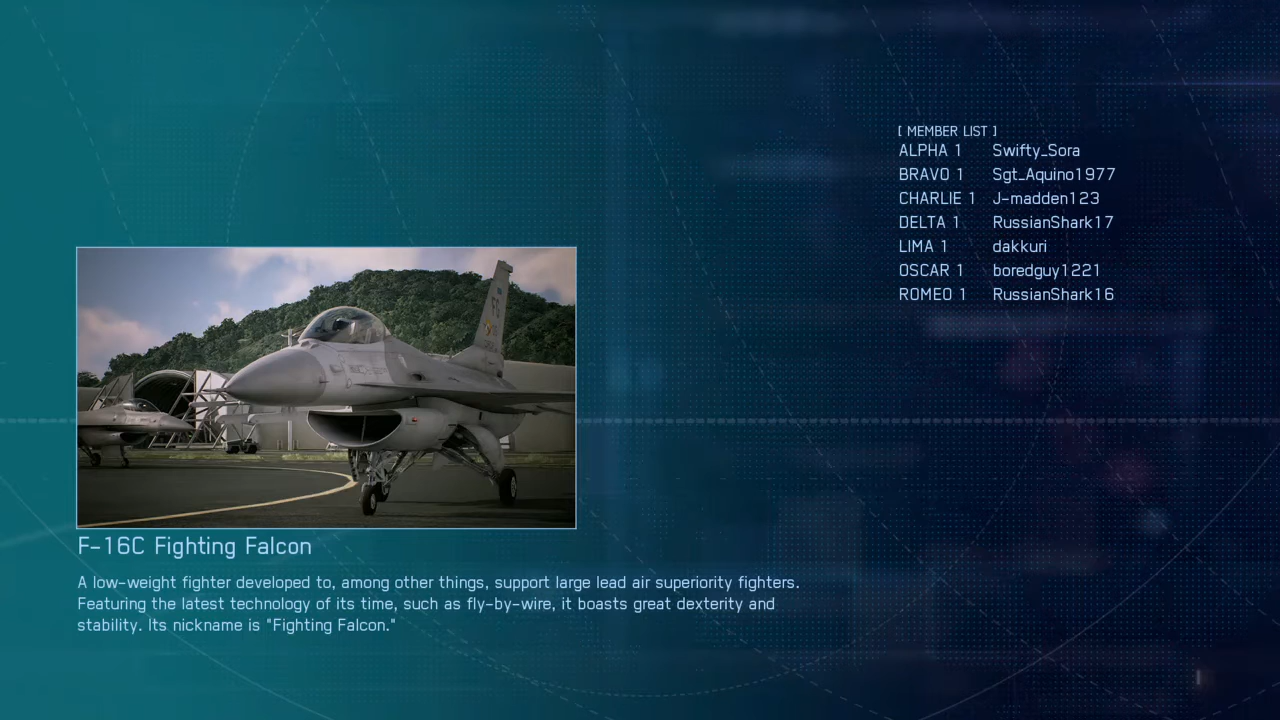 [ MEMBER LIST ]
ALPHA 1 Swifty_Sora
BRAVO 1 Sgt_Aquino1977
CHARLIE 1 J-madden123
DELTA 1 RussianShark17
LIMA 1 dakkuri
OSCAR 1 boredguy1221
ROMEO 1 RussianShark16
F-16C Fighting Falcon
A low-weight fighter developed to, among other things, support large lead air superiority fighters.
Featuring the latest technology of its time, such as fly-by-wire, it boasts great dexterity and
stability. Its nickname is "Fighting Falcon."